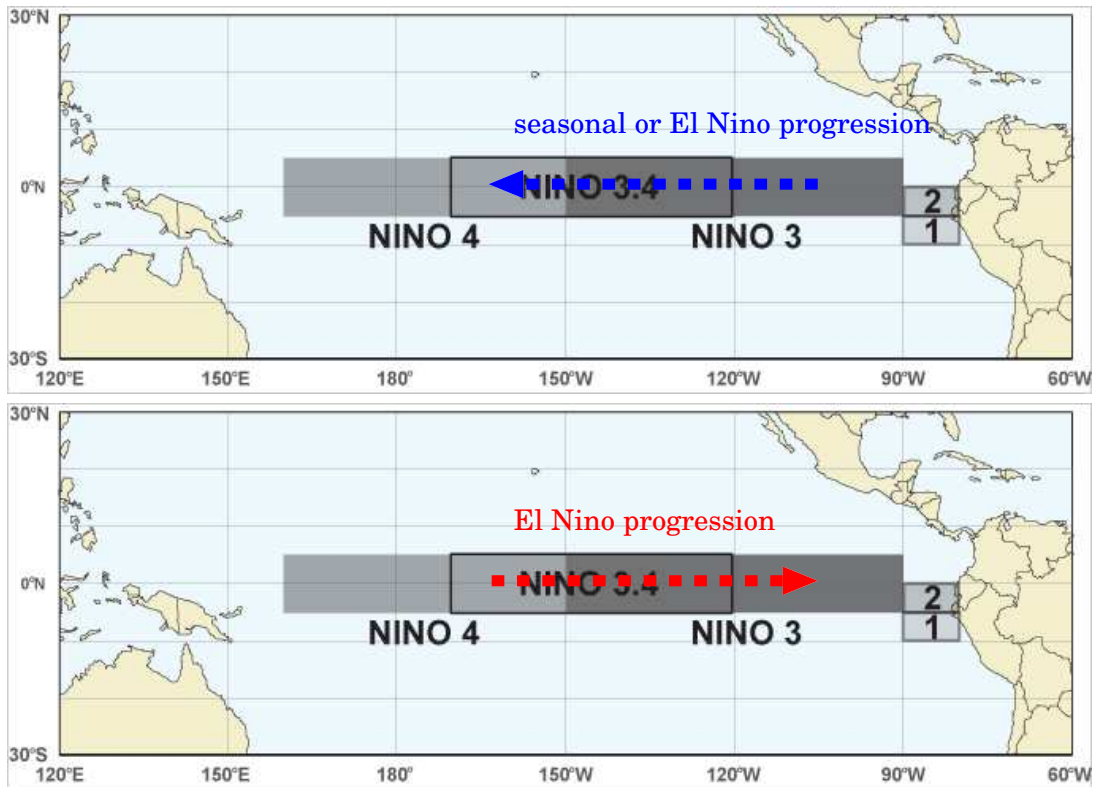 30°N
seasonal or El Nino progression
0°N
NINO 3.4
2
NINO 4
NINO 3
1
30°S
120°E
150°E
180°
150°W
120°W
90°W
60°W
30°N
El Nino progression
0°N
NINO 3.4
2
NINO 4
NINO 3
1
30°S
120°E
150°E
180°
150°W
120°W
90°W
60°W